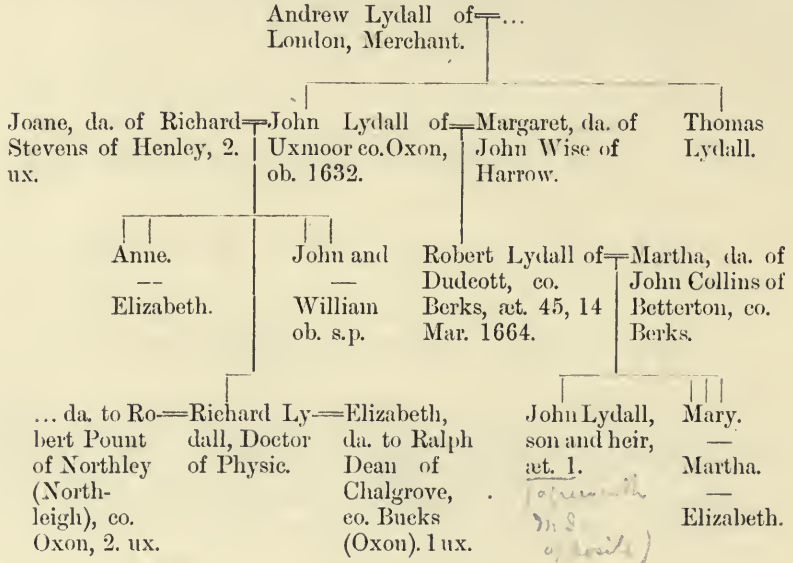 Andrew Lydall of=...
London, Merchant.
Joane, da. of Richard=
Stevens of Henley, 2.
ux.
John Lydall of=
Uxmoor co. Oxon,
ob. 1632.
Margaret, da. of
John Wise of
Harrow.
Thomas
Lydall.
Anne.
—
Elizabeth.
John and
—
William
ob. s.p.
Robert Lydall of=
Dudcott, co.
Berks, æt. 45, 14
Mar. 1664.
Martha, da. of
John Collins of
Betterton, co.
Berks.
... da. to Ro-=
bert Pount
of Northley
(North-
leigh), co.
Oxon, 2. ux.
Richard Ly-=
dall, Doctor
of Physic.
Elizabeth,
da. to Ralph
Dean of
Chalgrove,
co. Bucks
(Oxon). 1 ux.
John Lydall,
son and heir,
æt. 1.
Mary.
—
Martha.
—
Elizabeth.